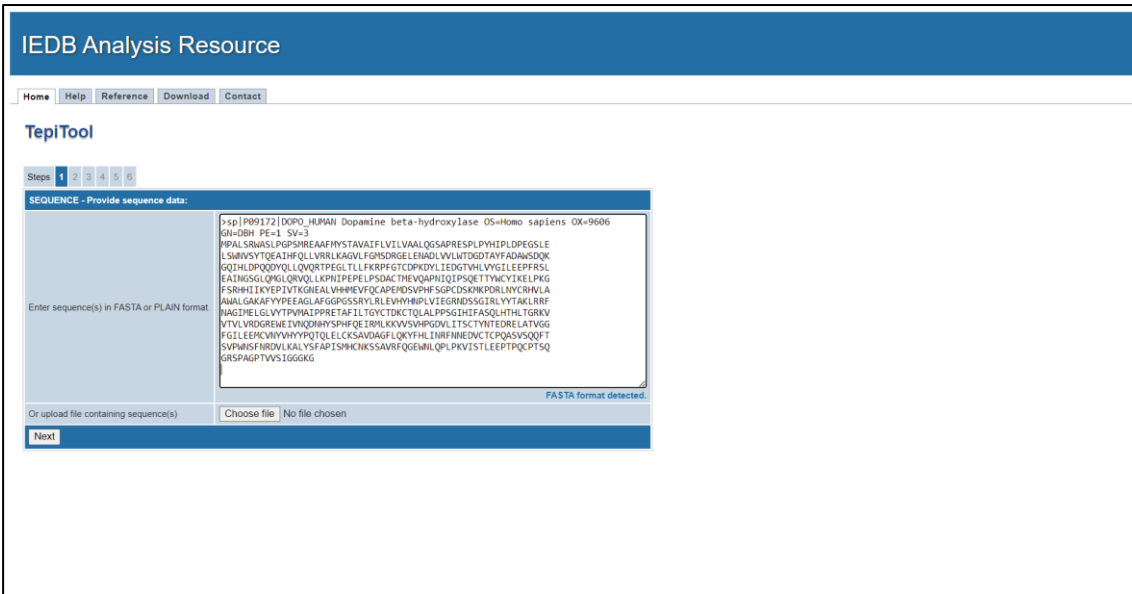 IEDB Analysis Resource
Home Help Reference Download Contact
TepiTool
Steps 1 2 3 4 5 6
SEQUENCE - Provide sequence data:
Enter sequence(s) in FASTA or PLAIN format
>sp|P09172|DOPO_HUMAN Dopamine beta-hydroxylase OS=Homo sapiens OX=9606
GN=DBH PE=1 SV=3
MPALSRWASLPGPSMREAAFMYSTAVAIFLVILVAALQGSAPRESPLPYHIPLDPEGSLE
LSWNVSYTQEAIHFQLLVRRLKAGVLFGMSDRGELENADLVVLWTDGDTAYFADAWSDQK
GQIHLDPQQDYQLLQVQRTPEGLTLLFKRPFGTCDPKDYLIEDGTVHLVYGILEEPFRSL
EAINGSGLQMGLQRVQLLKPNIPEPELPSDACTMEVQAPNIQIPSQETTYWCYIKELPKG
FSRHHIIKYEPIVTKGNEALVHHMEVFQCAPEMDSVPHFSGPCDSKMKPDRLNYCRHVLA
AWALGAKAFYYPEEAGLAFGGPGSSRYLRLEVHYHNPLVIEGRNDSSGIRLYYTAKLRRF
NAGIMELGLVYTPVMAIPPRETAFILTGYCTDKCTQLALPPSGIHIFASQLHTHLTGRKV
VTVLVRDGREWEIVNQDNHYSPHFQEIRMLKKVVSVHPGDVLITSCTYNTEDRELATVGG
FGILEEMCVNYVHYYPQTQLELCKSAVDAGFLQKYFHLINRFNNEDVCTCPQASVSQQFT
SVPWNSFNRDVLKALYSFAPISMHCNKSSAVRFQGEWNLQPLPKVISTLEEPTPQCPTSQ
GRSPAGPTVVSIGGGKG
FASTA format detected.
Or upload file containing sequence(s)
Choose file No file chosen
Next